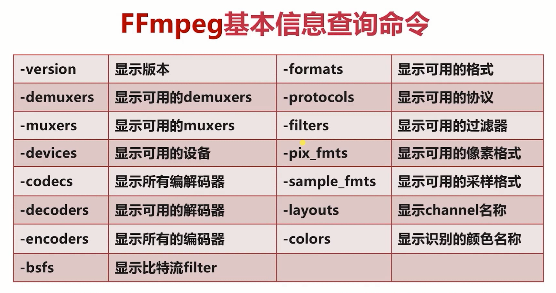 FFmpeg基本信息查询命令
-version 显示版本 -formats 显示可用的格式
-demuxers 显示可用的demuxers -protocols 显示可用的协议
-muxers 显示可用的muxers -filters 显示可用的过滤器
-devices 显示可用的设备 -pix_fmts 显示可用的像素格式
-codecs 显示所有编解码器 -sample_fmts 显示可用的采样格式
-decoders 显示可用的解码器 -layouts 显示channel名称
-encoders 显示所有的编码器 -colors 显示识别的颜色名称
-bsfs 显示比特流filter